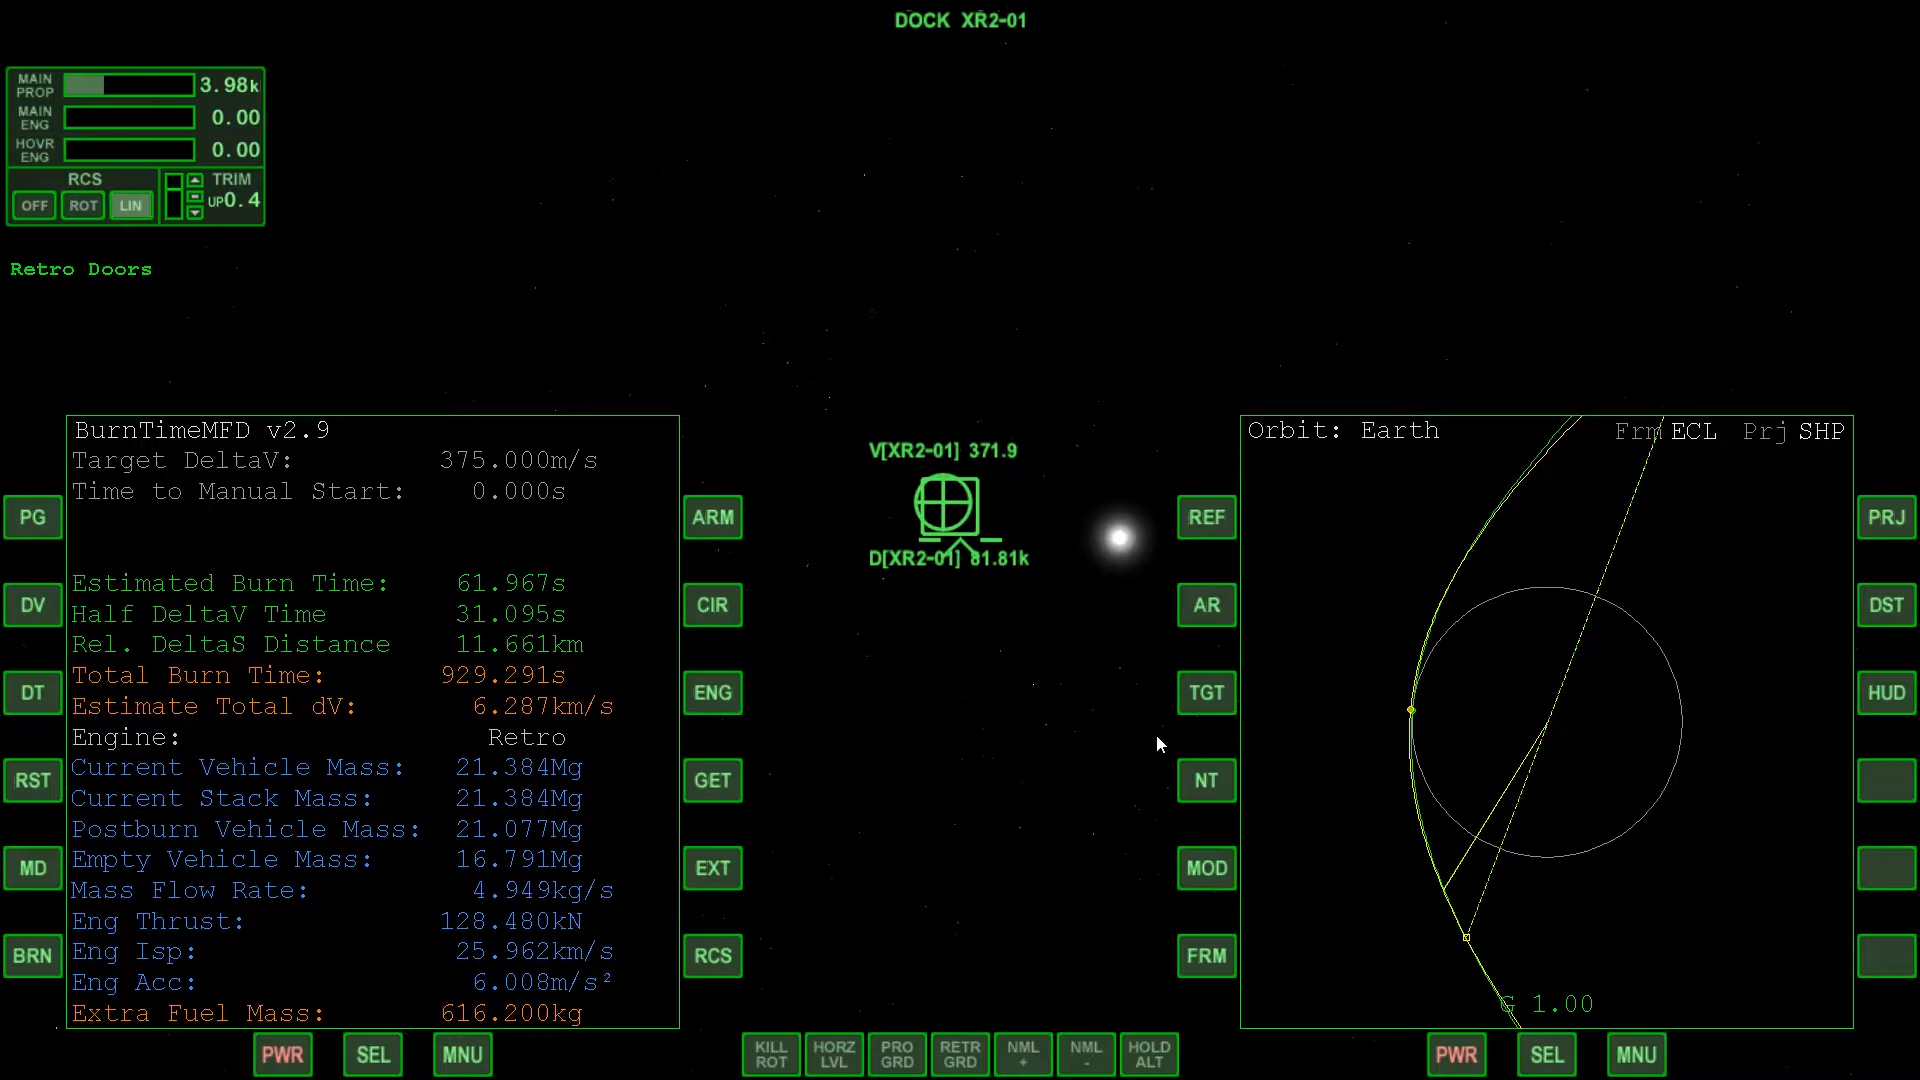 DOCK XR2-01
MAIN PROP 3.98k
MAIN ENG 0.00
HOVR ENG 0.00
RCS TRIM
OFF ROT LIN UP0.4
Retro Doors
V[XR2-01] 371.9
D[XR2-01] 81.81k
BurnTimeMFD v2.9
Target DeltaV: 375.000m/s
Time to Manual Start: 0.000s
Estimated Burn Time: 61.967s
Half DeltaV Time 31.095s
Rel. DeltaS Distance 11.661km
Total Burn Time: 929.291s
Estimate Total dV: 6.287km/s
Engine: Retro
Current Vehicle Mass: 21.384Mg
Current Stack Mass: 21.384Mg
Postburn Vehicle Mass: 21.077Mg
Empty Vehicle Mass: 16.791Mg
Mass Flow Rate: 4.949kg/s
Eng Thrust: 128.480kN
Eng Isp: 25.962km/s
Eng Acc: 6.008m/s²
Extra Fuel Mass: 616.200kg
PG
DV
DT
RST
MD
BRN
ARM
CIR
ENG
GET
EXT
RCS
PWR SEL MNU
KILL ROT
HORZ LVL
PRO GRD
RETR GRD
NML +
NML -
HOLD ALT
Orbit: Earth Frm ECL Prj SHP
G 1.00
REF
AR
TGT
NT
MOD
FRM
PRJ
DST
HUD
PWR SEL MNU